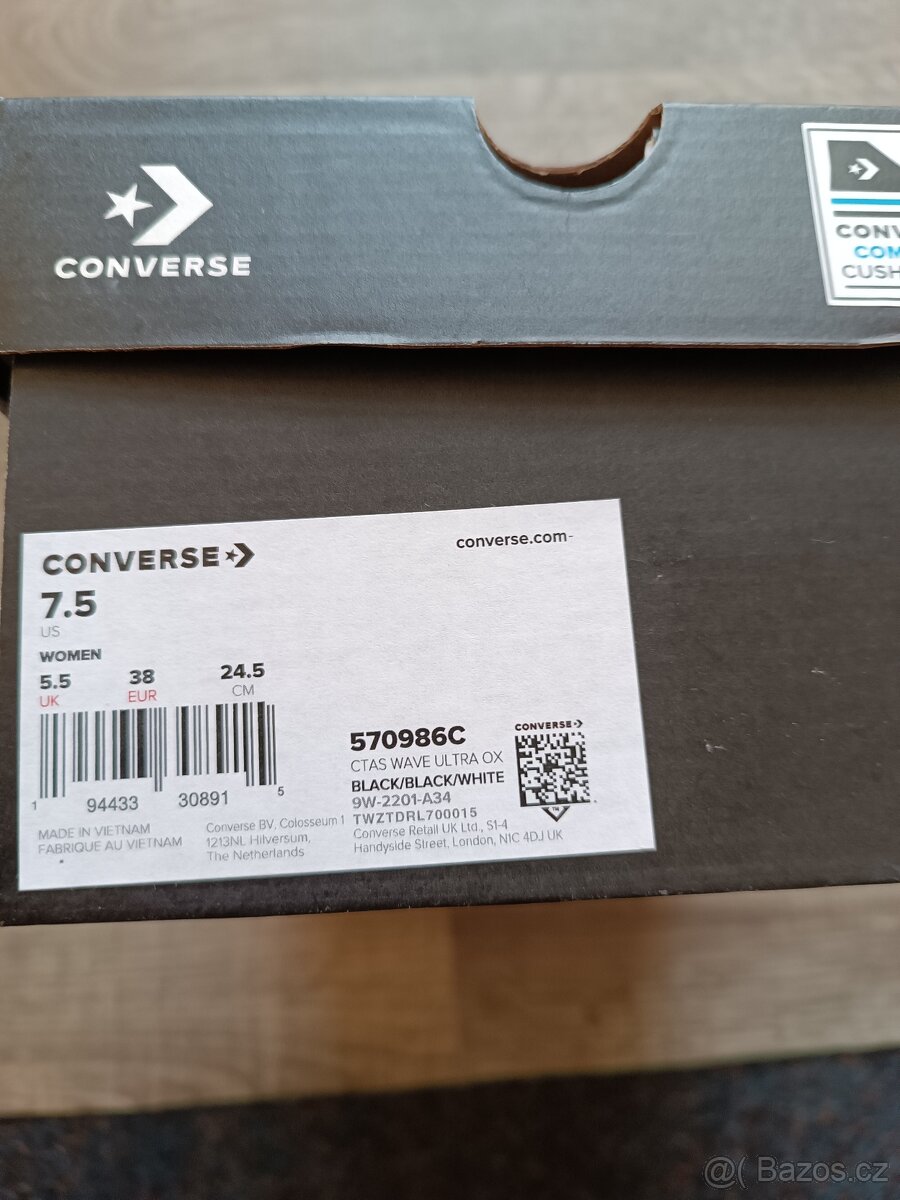 CONVERSE
CONV
COM
CUSH
CONVERSE
converse.com-
7.5
US
WOMEN
5.5 38 24.5
UK EUR CM
1 94433 30891 5
MADE IN VIETNAM
FABRIQUE AU VIETNAM
Converse BV, Colosseum 1
1213NL Hilversum,
The Netherlands
570986C
CTAS WAVE ULTRA OX
BLACK/BLACK/WHITE
9W-2201-A34
TWZTDRL700015
Converse Retail UK Ltd., S1-4
Handyside Street, London, N1C 4DJ UK
CONVERSE
TM
@( Bazos.cz